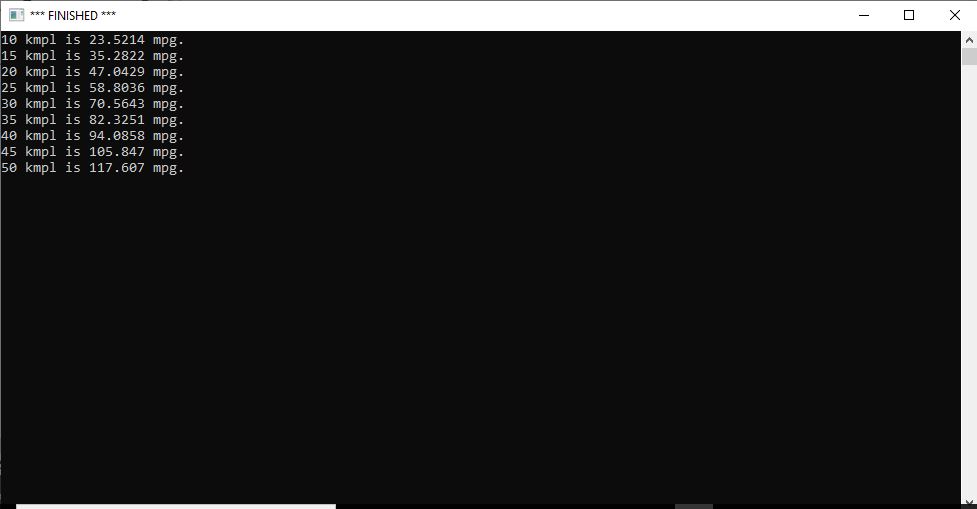 *** FINISHED ***
10 kmpl is 23.5214 mpg.
15 kmpl is 35.2822 mpg.
20 kmpl is 47.0429 mpg.
25 kmpl is 58.8036 mpg.
30 kmpl is 70.5643 mpg.
35 kmpl is 82.3251 mpg.
40 kmpl is 94.0858 mpg.
45 kmpl is 105.847 mpg.
50 kmpl is 117.607 mpg.